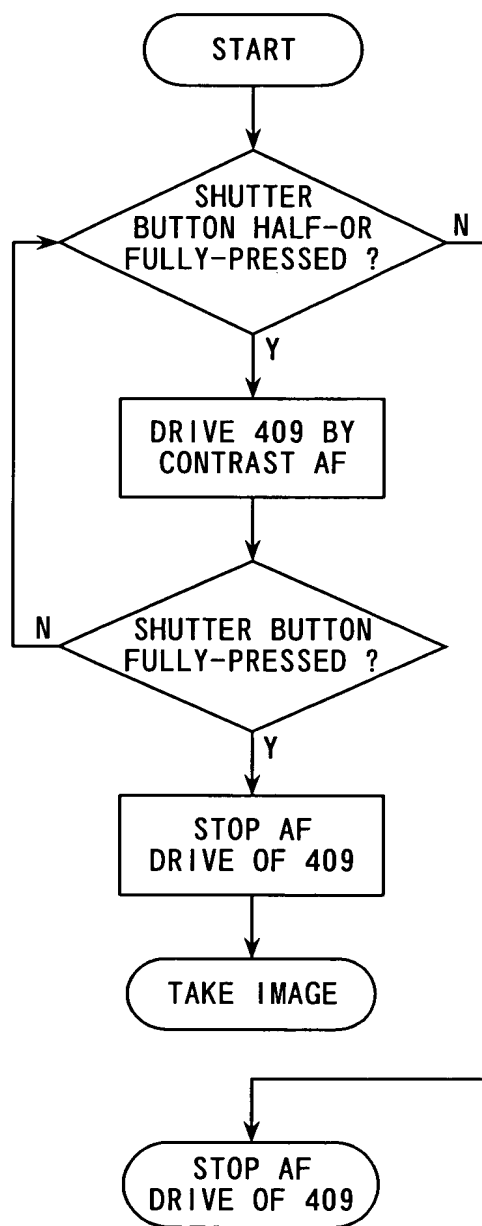 START
SHUTTER
BUTTON HALF-OR
FULLY-PRESSED ?
N
Y
DRIVE 409 BY
CONTRAST AF
N
SHUTTER BUTTON
FULLY-PRESSED ?
Y
STOP AF
DRIVE OF 409
TAKE IMAGE
STOP AF
DRIVE OF 409